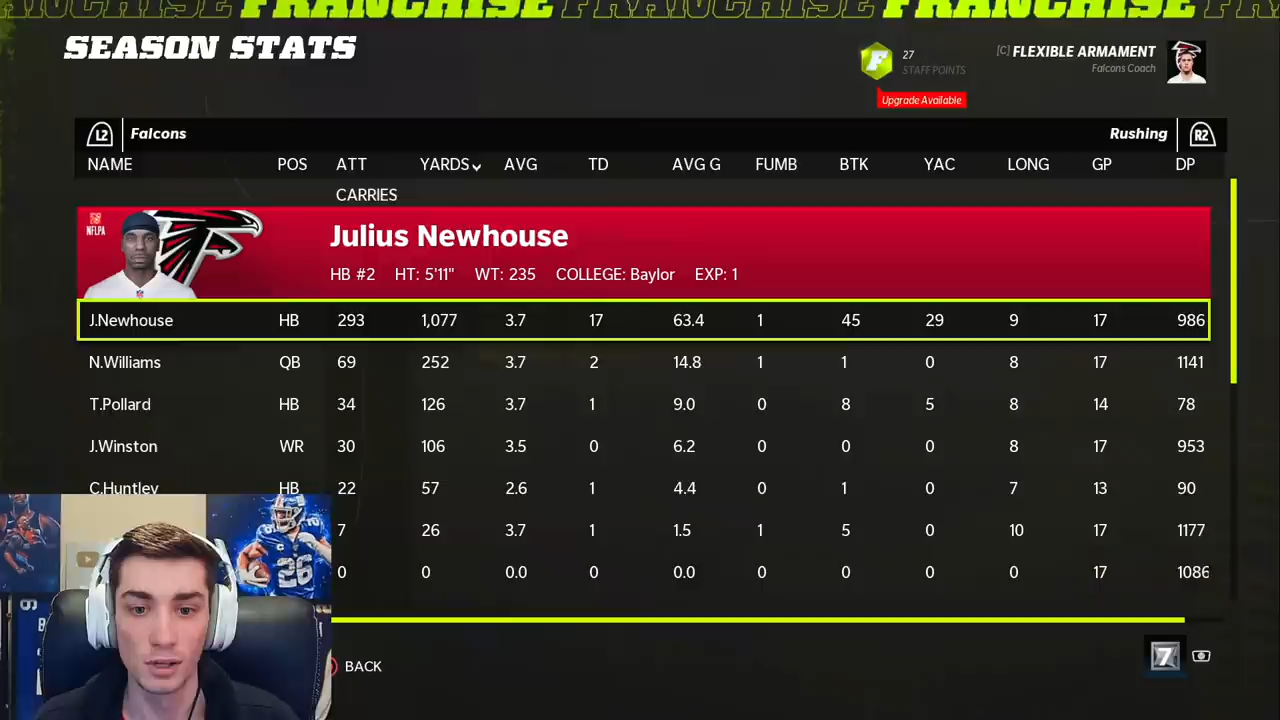 FRANCHISE FRANCHISE FRANCHISE FRANCHISE FR
SEASON STATS
27
STAFF POINTS
Upgrade Available
[C] FLEXIBLE ARMAMENT
Falcons Coach
L2 Falcons
Rushing R2
NAME POS ATT YARDS AVG TD AVG G FUMB BTK YAC LONG GP DP
CARRIES
NFLPA
Julius Newhouse
HB #2 HT: 5'11" WT: 235 COLLEGE: Baylor EXP: 1
J.Newhouse HB 293 1,077 3.7 17 63.4 1 45 29 9 17 986
N.Williams QB 69 252 3.7 2 14.8 1 1 0 8 17 1141
T.Pollard HB 34 126 3.7 1 9.0 0 8 5 8 14 78
J.Winston WR 30 106 3.5 0 6.2 0 0 0 8 17 953
C.Huntley HB 22 57 2.6 1 4.4 0 1 0 7 13 90
7 26 3.7 1 1.5 1 5 0 10 17 1177
0 0 0.0 0 0.0 0 0 0 0 17 1086
26
BACK
7